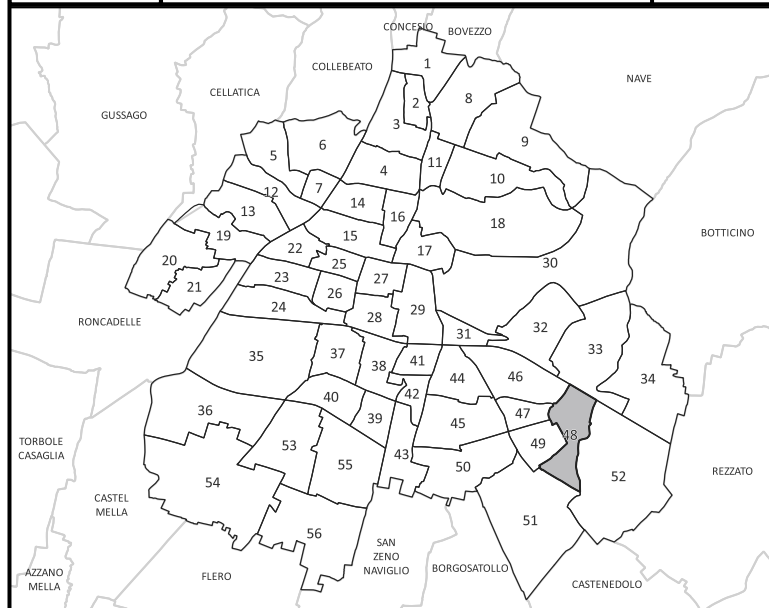 CONCESIO
BOVEZZO
1
COLLEBEATO
NAVE
CELLATICA
8
2
GUSSAGO
3
9
6
5
11
4
10
7
12
14
13
16
18
BOTTICINO
19
15
22
17
20
25
30
23
27
21
26
24
29
28
RONCADELLE
32
31
33
37
35
41
38
46
44
34
42
40
36
47
39
45
48
53
49
TORBOLE
CASAGLIA
43
55
50
REZZATO
52
54
CASTEL
MELLA
51
56
SAN
ZENO
NAVIGLIO
BORGOSATOLLO
AZZANO
MELLA
FLERO
CASTENEDOLO